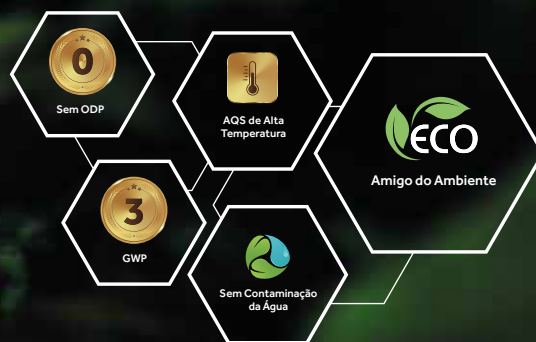 0
Sem ODP
AQS de Alta
Temperatura
ECO
Amigo do Ambiente
3
GWP
Sem Contaminação
da Água